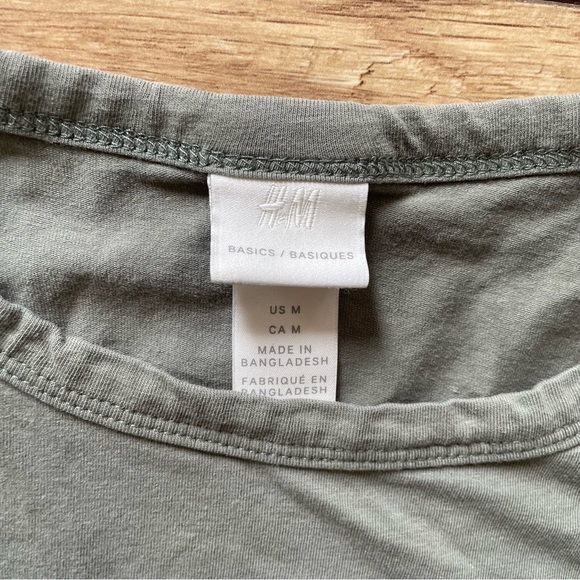 H&M
BASICS / BASIQUES
US M
CA M
MADE IN
BANGLADESH
FABRIQUÉ EN
BANGLADESH